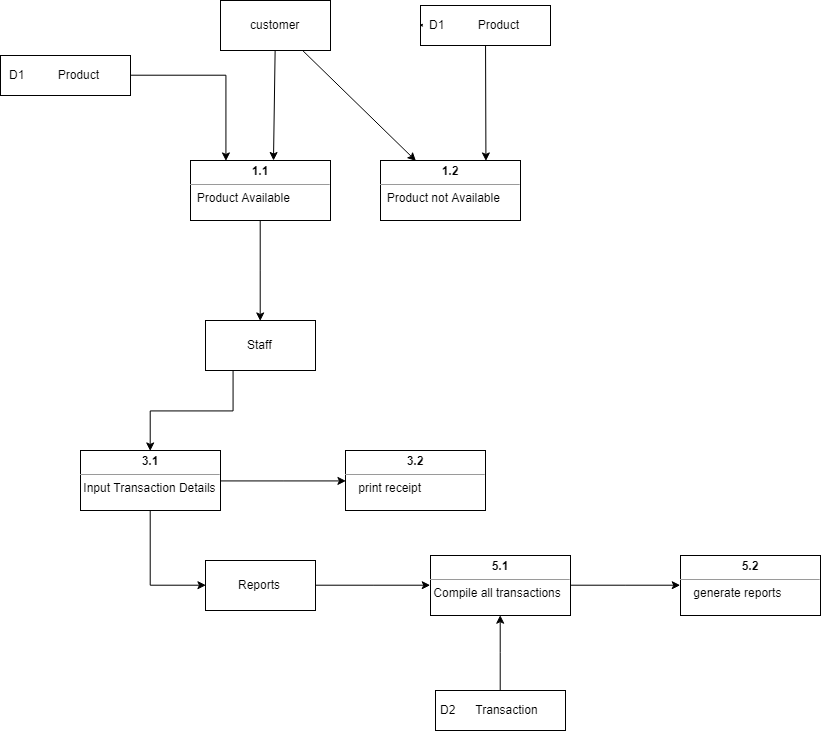 customer
D1 Product
D1 Product
1.1
Product Available
1.2
Product not Available
Staff
3.1
Input Transaction Details
3.2
print receipt
Reports
5.1
Compile all transactions
5.2
generate reports
D2 Transaction